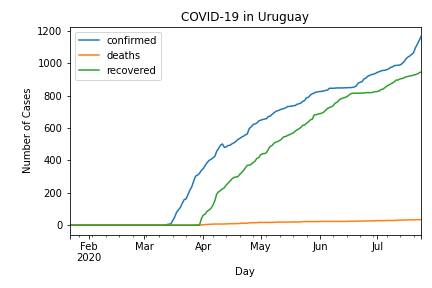 COVID-19 in Uruguay
confirmed
deaths
recovered
Number of Cases
1200
1000
800
600
400
200
0
Feb Mar Apr May Jun Jul
2020
Day